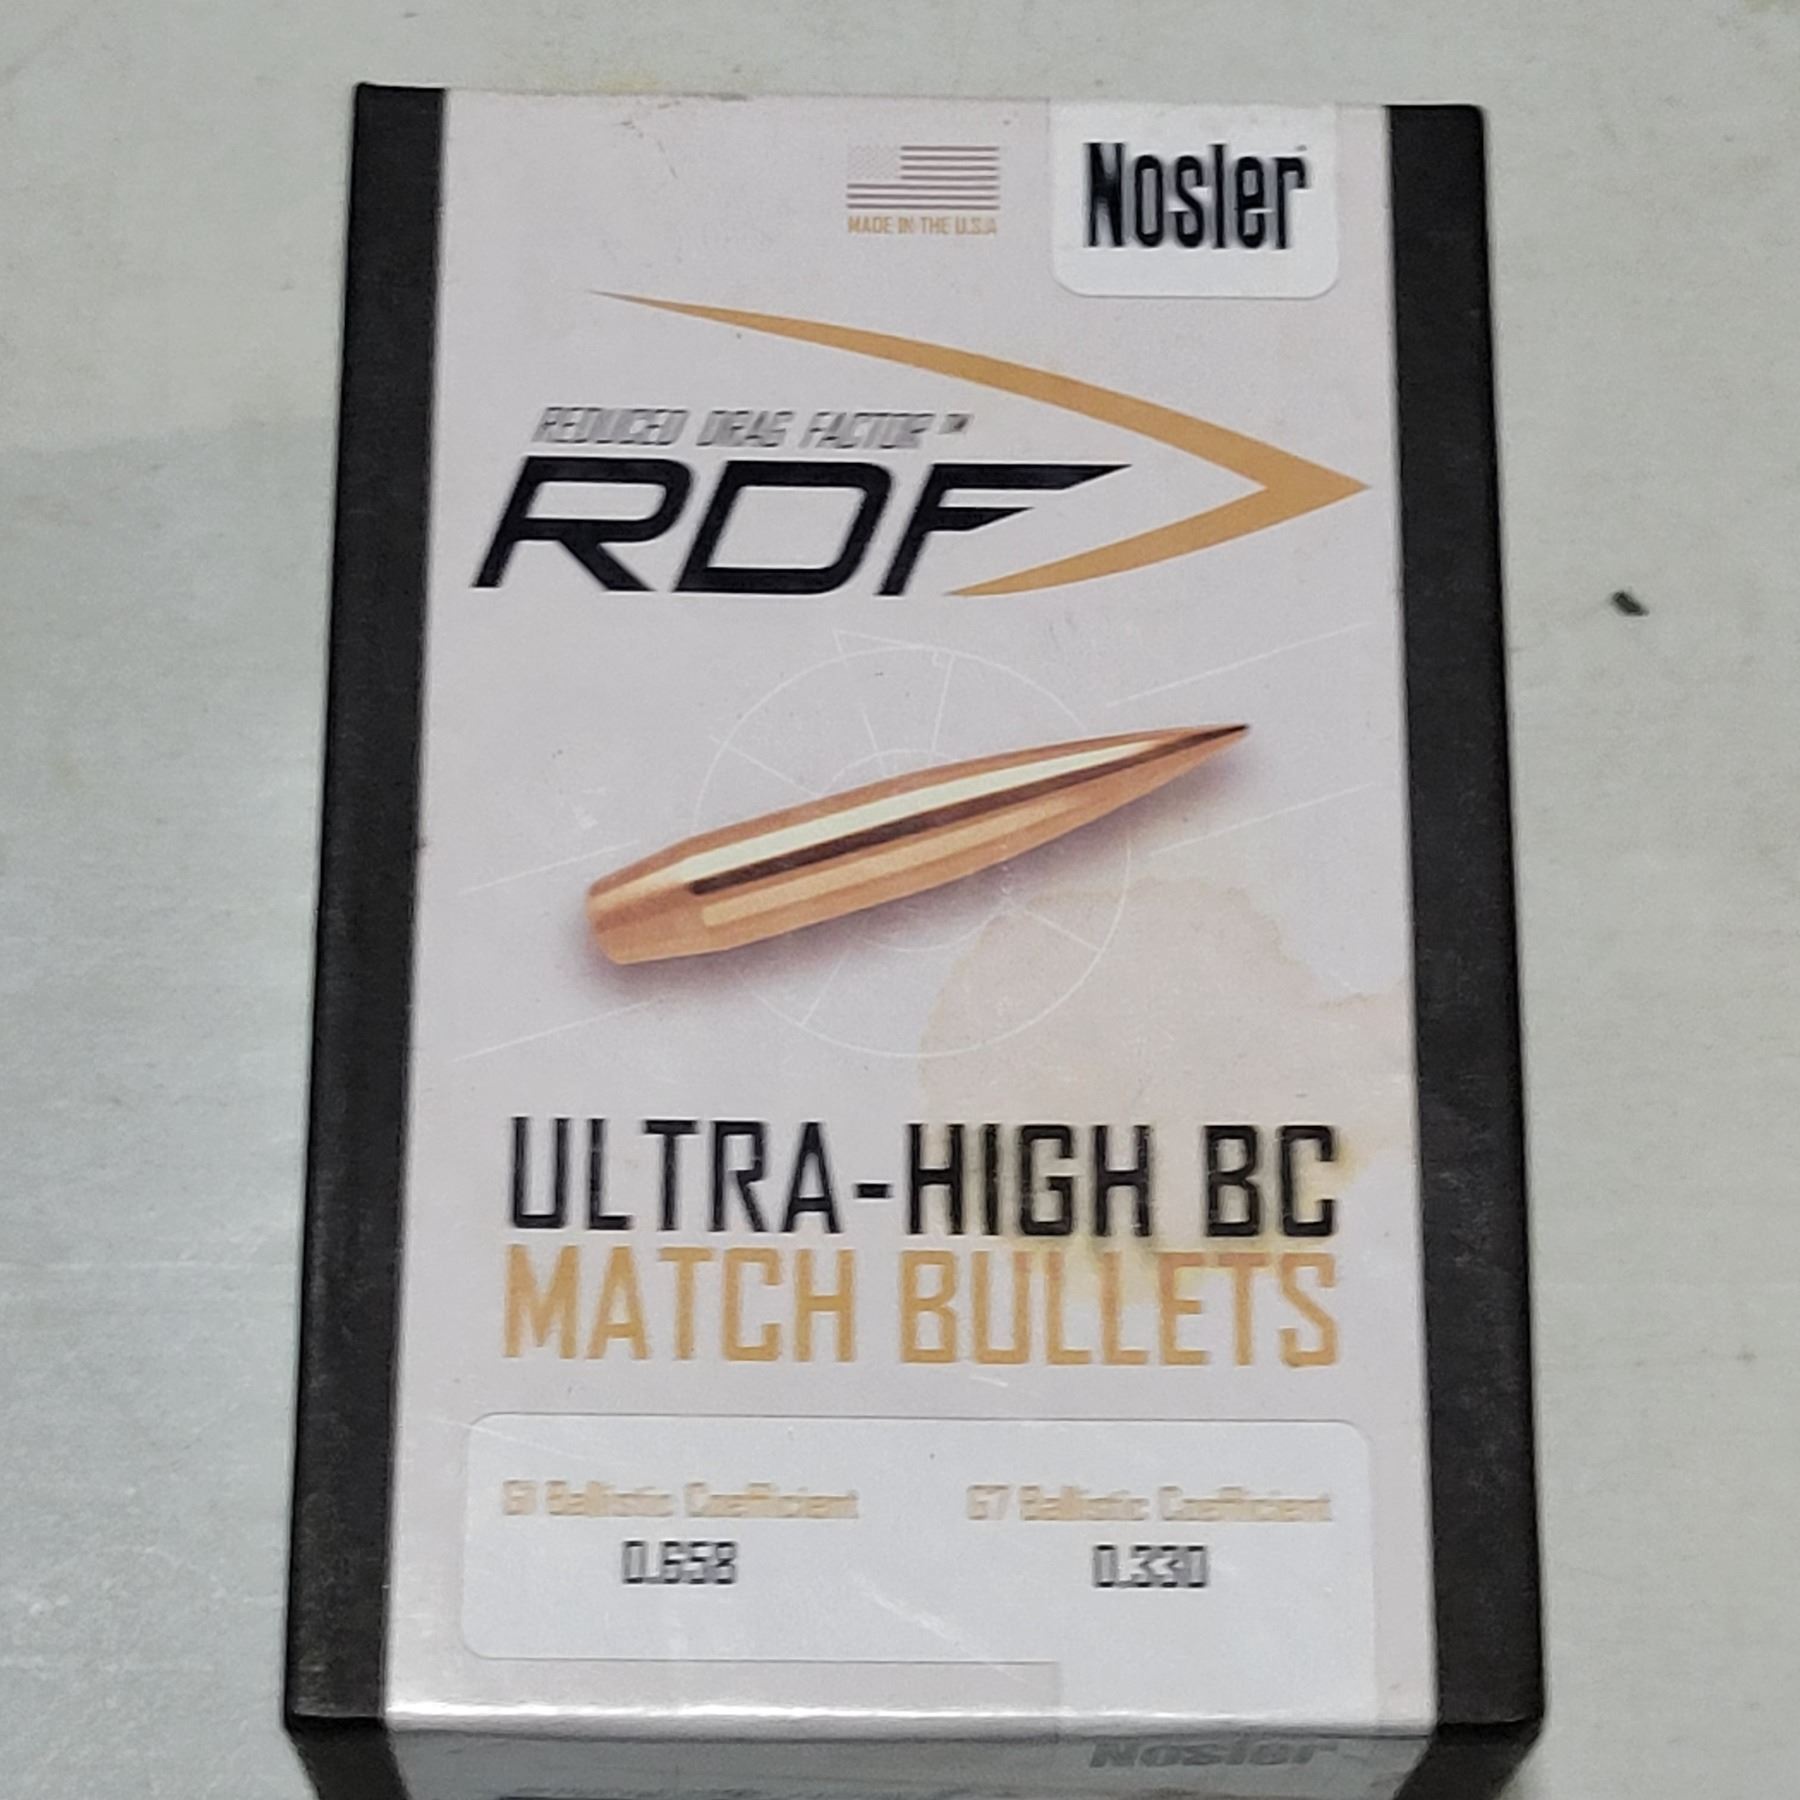 Nosler
MADE IN THE U.S.A
REDUCED DRAG FACTOR™
RDF
ULTRA-HIGH BC
MATCH BULLETS
G1 Ballistic Coefficient
0.658
G7 Ballistic Coefficient
0.330
Nosler